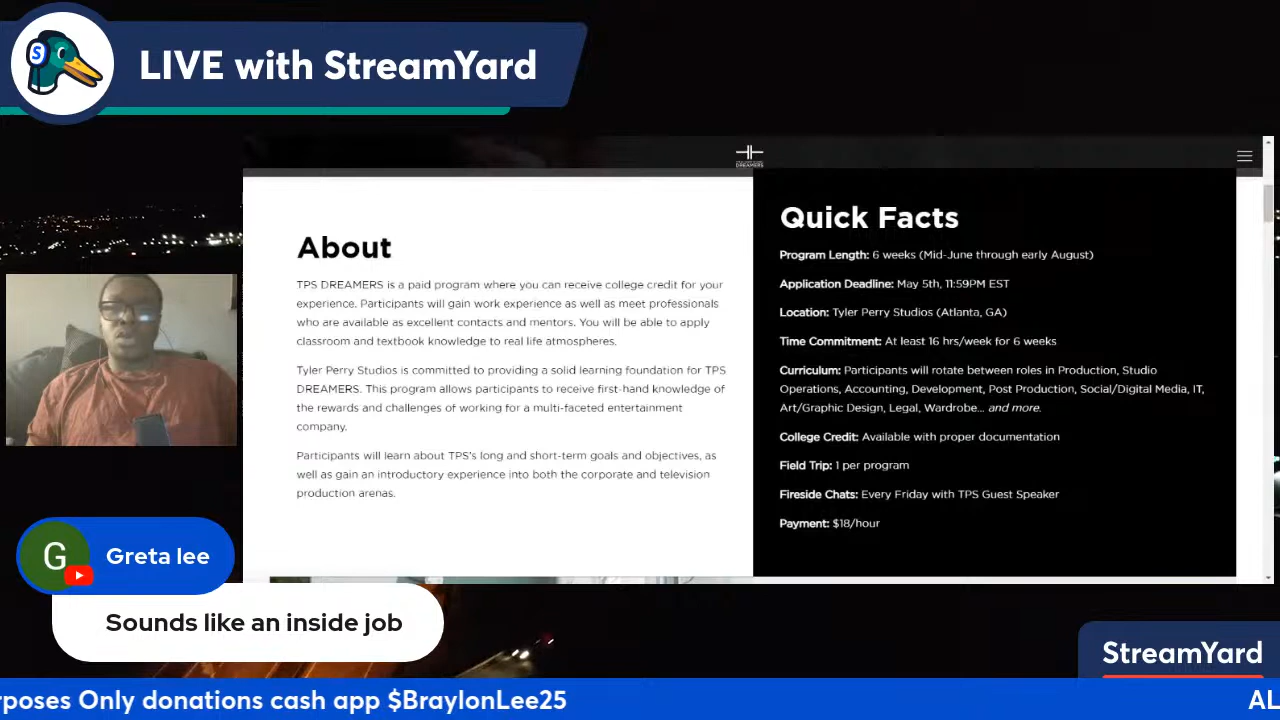 S
LIVE with StreamYard
DREAMERS
About
TPS DREAMERS is a paid program where you can receive college credit for your
experience. Participants will gain work experience as well as meet professionals
who are available as excellent contacts and mentors. You will be able to apply
classroom and textbook knowledge to real life atmospheres.
Tyler Perry Studios is committed to providing a solid learning foundation for TPS
DREAMERS. This program allows participants to receive first-hand knowledge of
the rewards and challenges of working for a multi-faceted entertainment
company.
Participants will learn about TPS's long and short-term goals and objectives, as
well as gain an introductory experience into both the corporate and television
production arenas.
Quick Facts
Program Length: 6 weeks (Mid-June through early August)
Application Deadline: May 5th, 11:59PM EST
Location: Tyler Perry Studios (Atlanta, GA)
Time Commitment: At least 16 hrs/week for 6 weeks
Curriculum: Participants will rotate between roles in Production, Studio
Operations, Accounting, Development, Post Production, Social/Digital Media, IT,
Art/Graphic Design, Legal, Wardrobe... and more.
College Credit: Available with proper documentation
Field Trip: 1 per program
Fireside Chats: Every Friday with TPS Guest Speaker
Payment: $18/hour
G
Greta lee
Sounds like an inside job
StreamYard
rposes Only donations cash app $BraylonLee25
AL